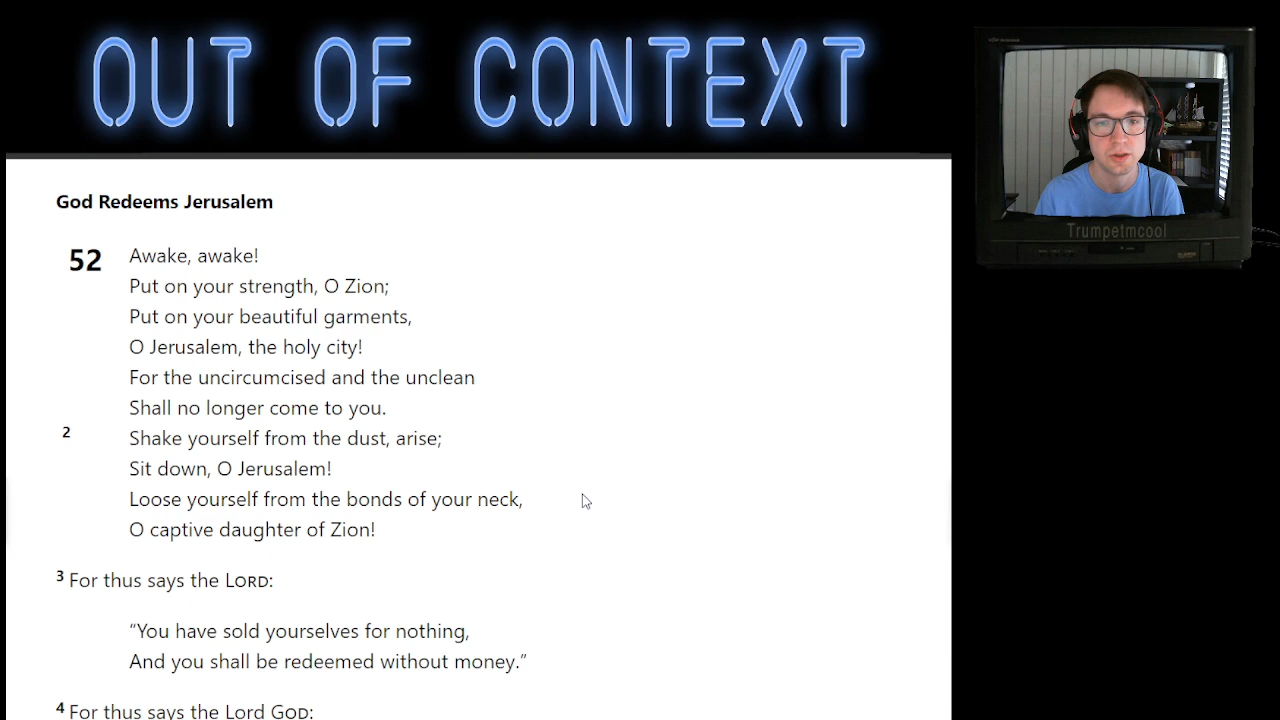 OUT OF CONTEXT
Trumpetmcool
God Redeems Jerusalem
52 Awake, awake!
Put on your strength, O Zion;
Put on your beautiful garments,
O Jerusalem, the holy city!
For the uncircumcised and the unclean
Shall no longer come to you.
2 Shake yourself from the dust, arise;
Sit down, O Jerusalem!
Loose yourself from the bonds of your neck,
O captive daughter of Zion!
3 For thus says the LORD:
“You have sold yourselves for nothing,
And you shall be redeemed without money.”
4 For thus says the Lord GOD: